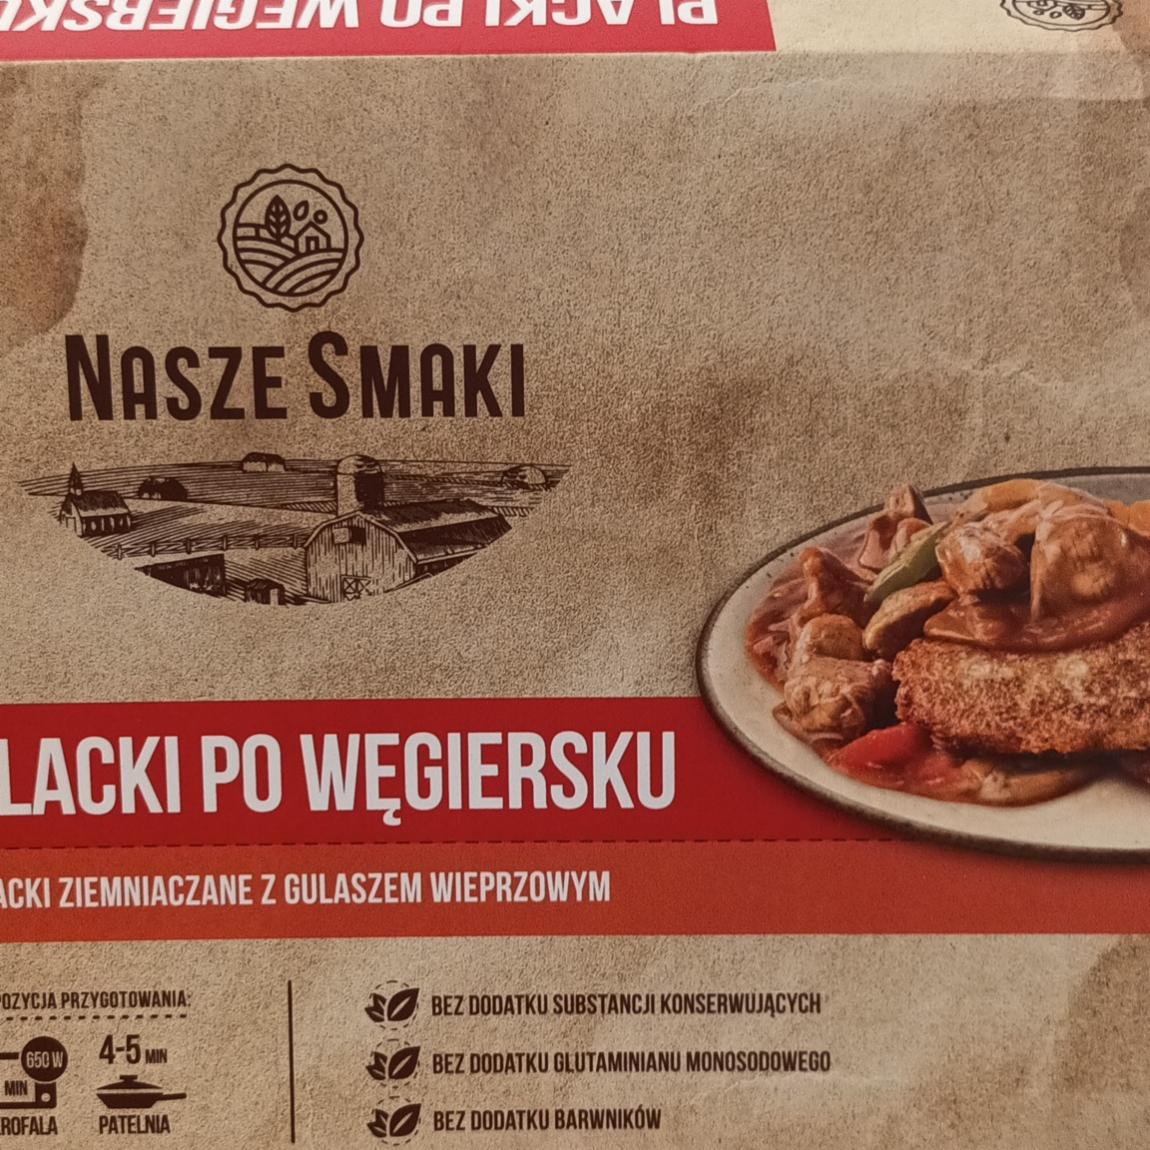 PLACKI PO WĘGIERSKU
NASZE SMAKI
LACKI PO WĘGIERSKU
ACKI ZIEMNIACZANE Z GULASZEM WIEPRZOWYM
POZYCJA PRZYGOTOWANIA:
650 W
MIN
ROFALA
4-5 MIN
PATELNIA
BEZ DODATKU SUBSTANCJI KONSERWUJĄCYCH
BEZ DODATKU GLUTAMINIANU MONOSODOWEGO
BEZ DODATKU BARWNIKÓW